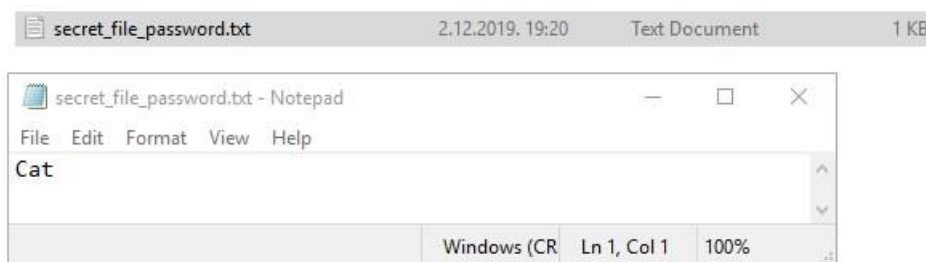 secret_file_password.txt 2.12.2019. 19:20 Text Document 1 KB
secret_file_password.txt - Notepad
File Edit Format View Help
Cat
Windows (CR Ln 1, Col 1 100%